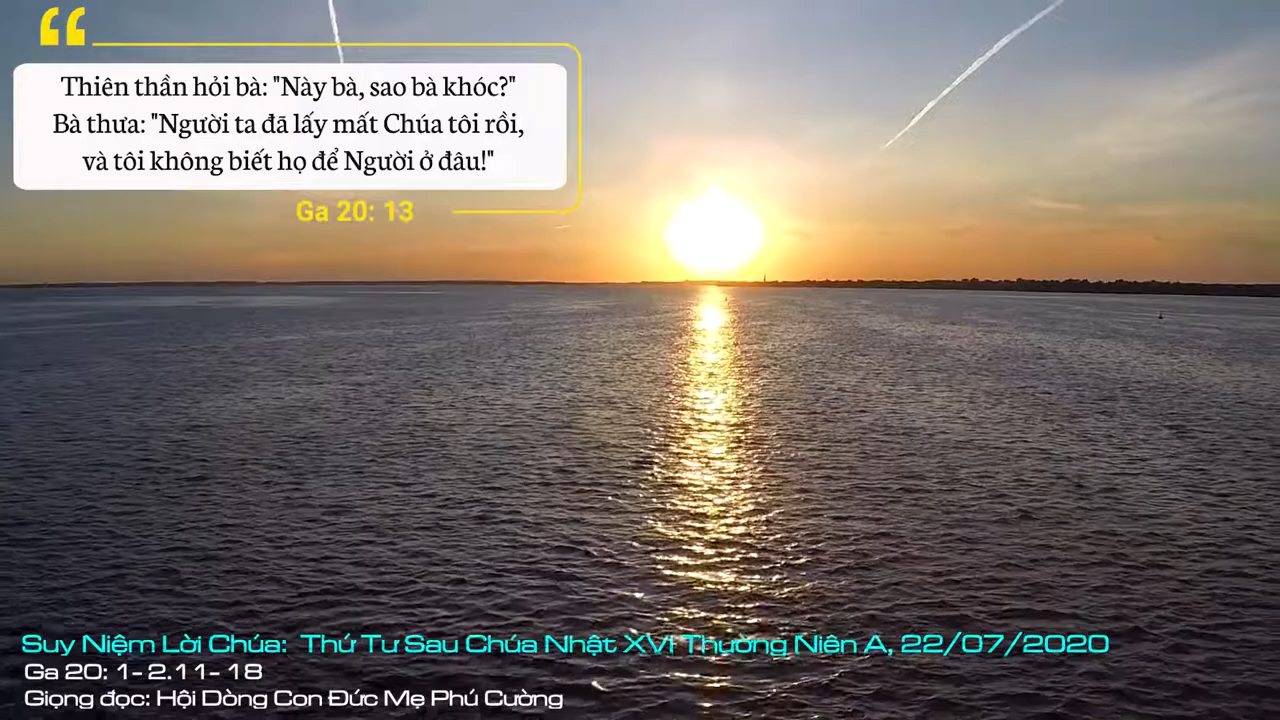 Thiên thần hỏi bà: "Này bà, sao bà khóc?"
Bà thưa: "Người ta đã lấy mất Chúa tôi rồi,
và tôi không biết họ để Người ở đâu!"
Ga 20: 13
Suy Niệm Lời Chúa: Thứ Tư Sau Chúa Nhật XVI Thường Niên A, 22/07/2020
Ga 20: 1- 2.11- 18
Giọng đọc: Hội Dòng Con Đức Mẹ Phú Cường